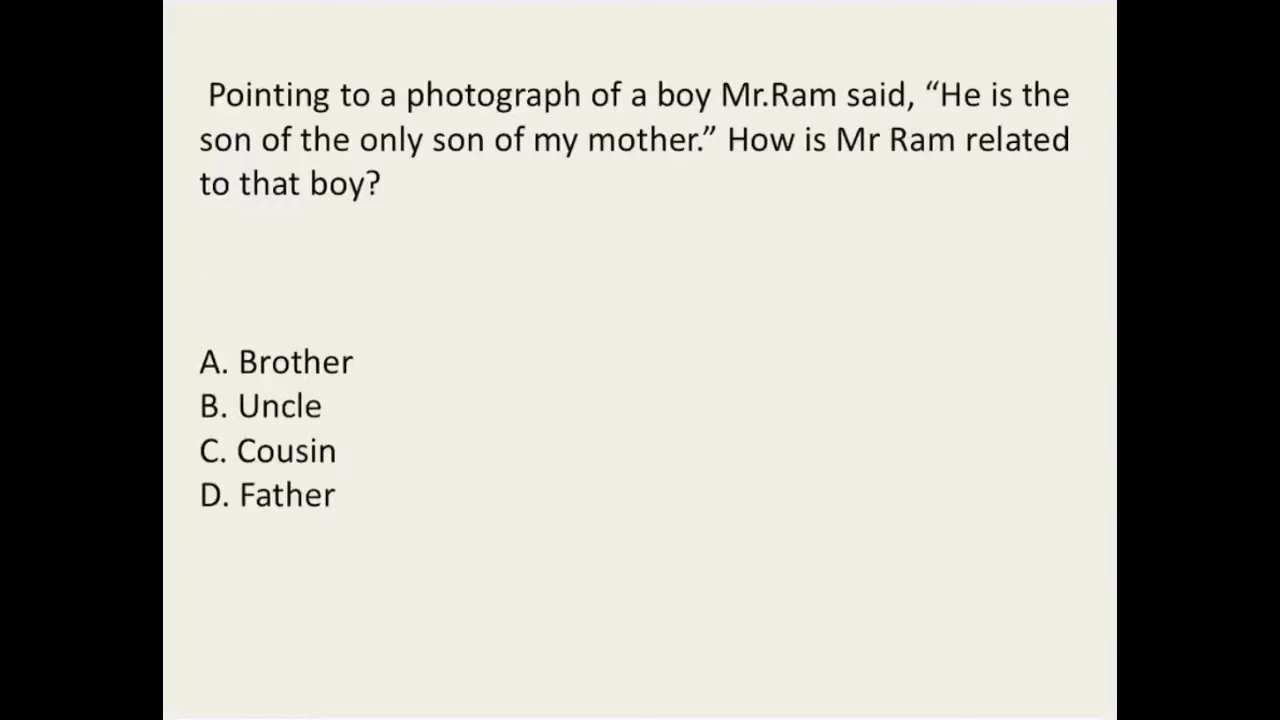 Pointing to a photograph of a boy Mr.Ram said, “He is the
son of the only son of my mother.” How is Mr Ram related
to that boy?
A. Brother
B. Uncle
C. Cousin
D. Father